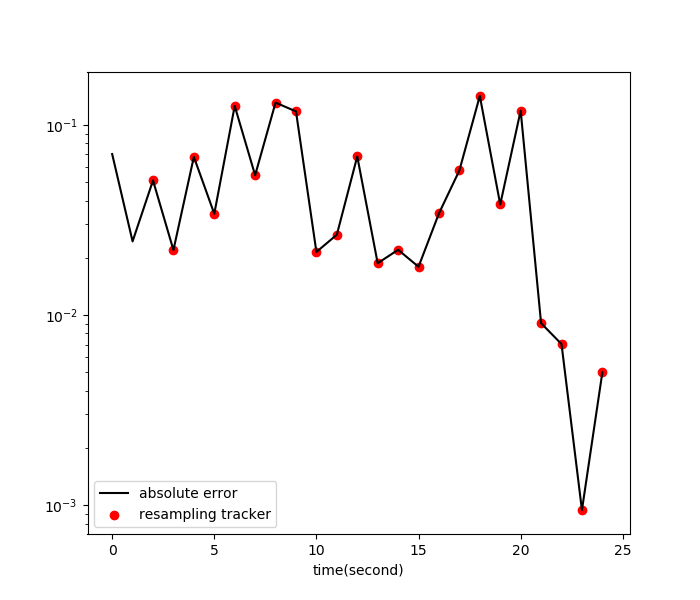 10⁻¹
10⁻²
10⁻³
absolute error
resampling tracker
0 5 10 15 20 25
time(second)